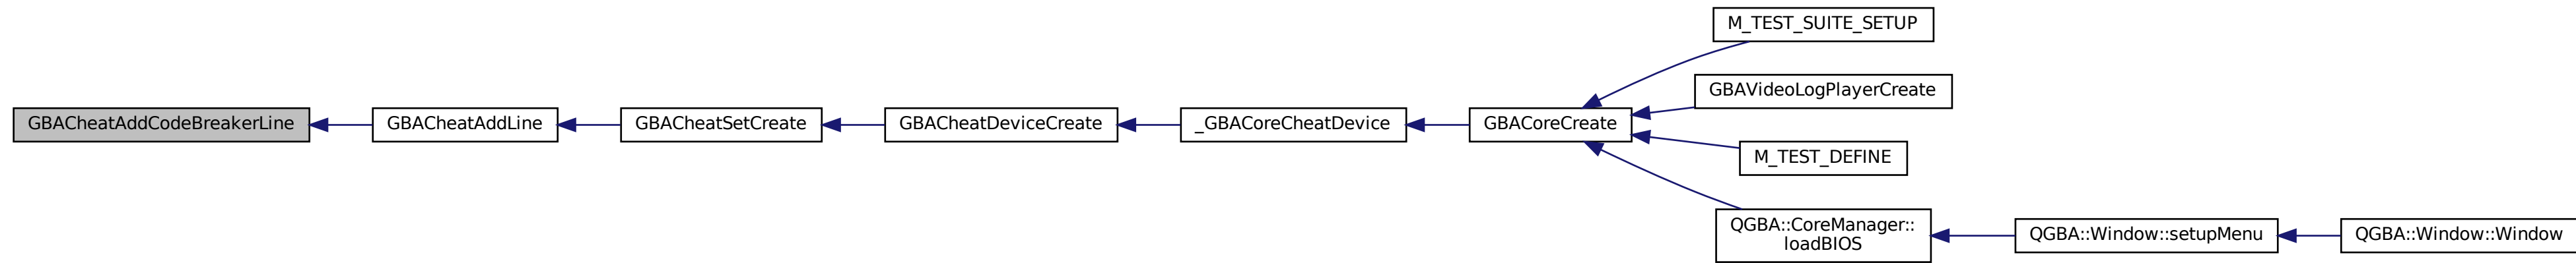 GBACheatAddCodeBreakerLine
GBACheatAddLine
GBACheatSetCreate
GBACheatDeviceCreate
_GBACoreCheatDevice
GBACoreCreate
M_TEST_SUITE_SETUP
GBAVideoLogPlayerCreate
M_TEST_DEFINE
QGBA::CoreManager::
loadBIOS
QGBA::Window::setupMenu
QGBA::Window::Window